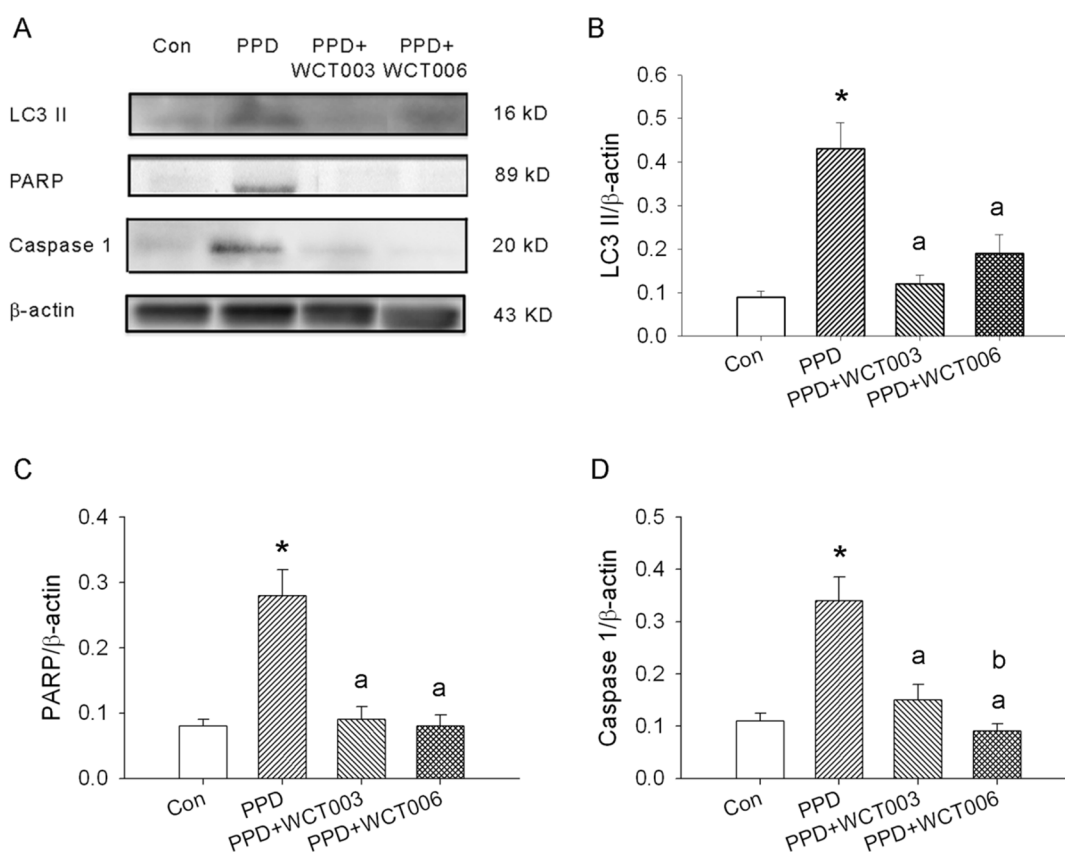 A
Con PPD PPD+ PPD+
WCT003 WCT006
LC3 II 16 kD
PARP 89 kD
Caspase 1 20 kD
β-actin 43 KD
B
LC3 II/β-actin
0.6
0.5
0.4
0.3
0.2
0.1
0.0
*
a
a
Con PPD PPD+WCT003 PPD+WCT006
C
PARP/β-actin
0.4
0.3
0.2
0.1
0.0
*
a
a
Con PPD PPD+WCT003 PPD+WCT006
D
Caspase 1/β-actin
0.5
0.4
0.3
0.2
0.1
0.0
*
a
b
a
Con PPD PPD+WCT003 PPD+WCT006